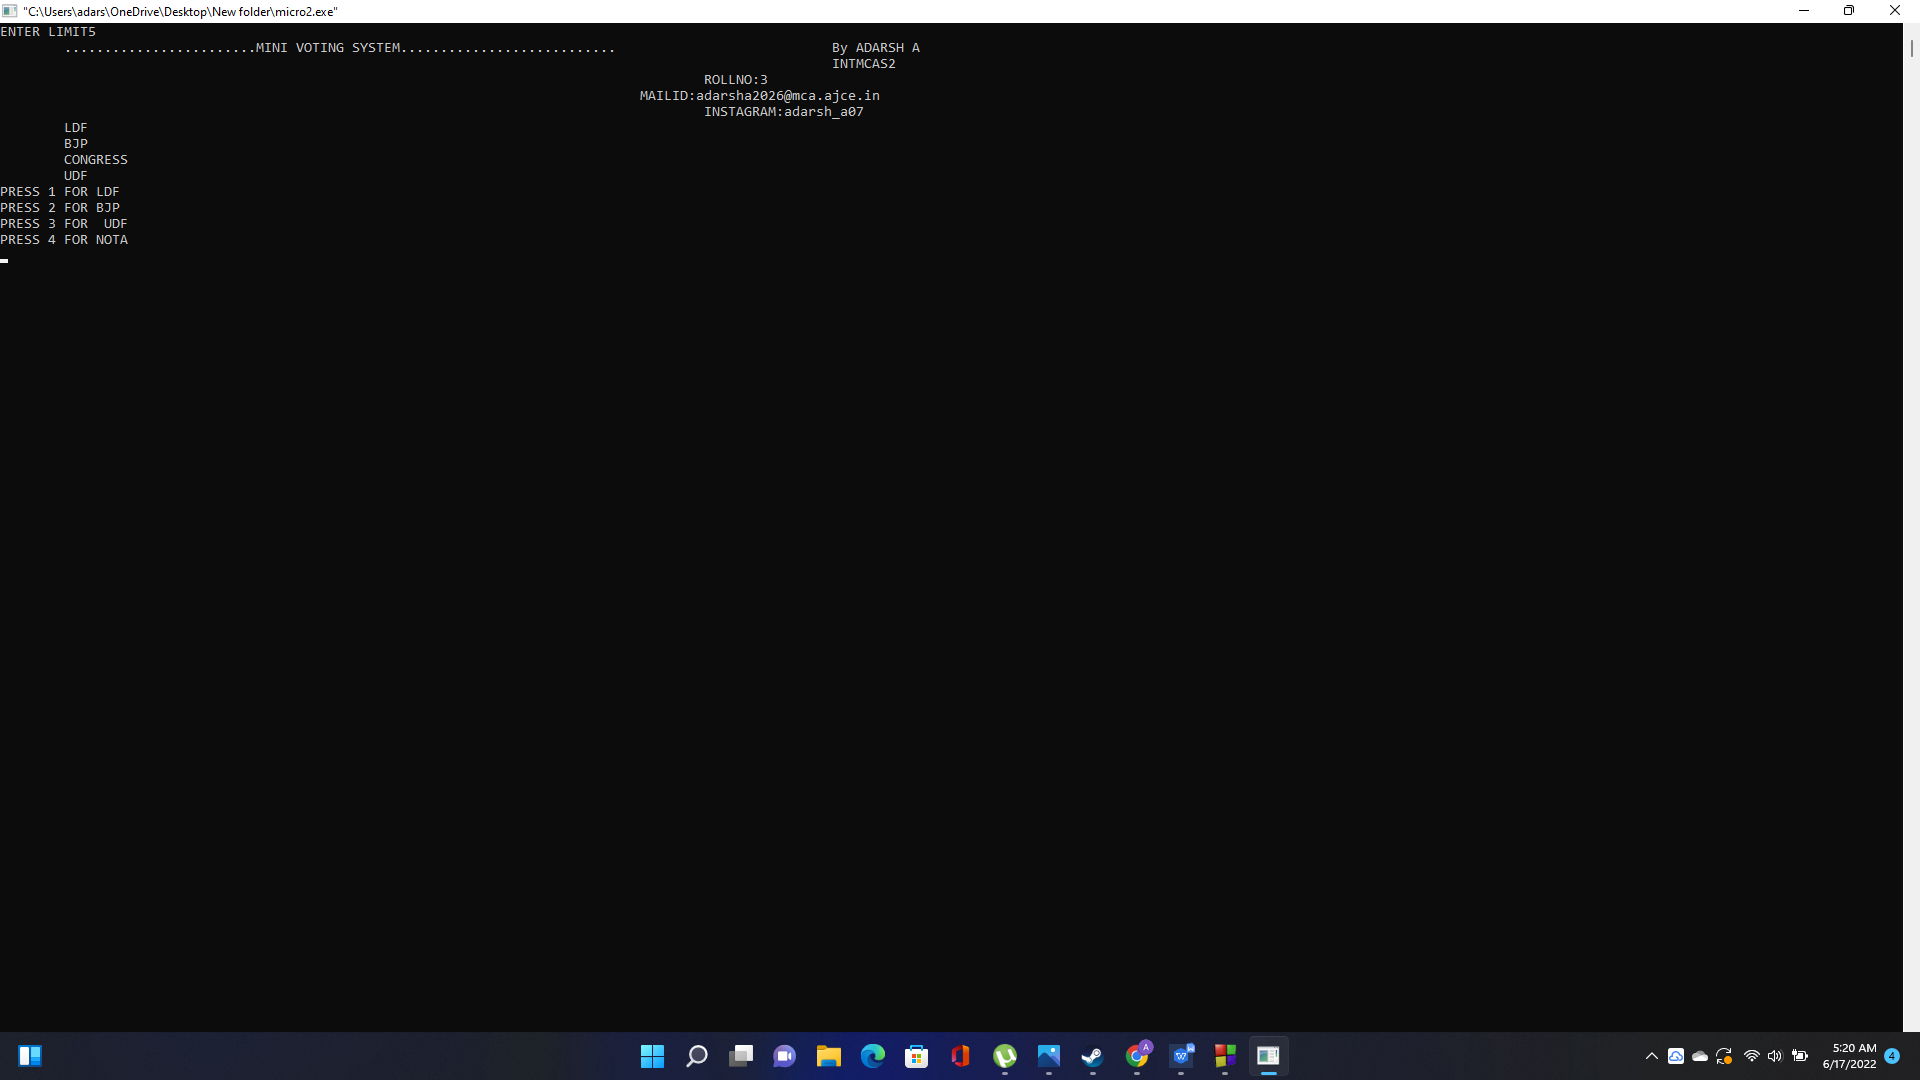 "C:\Users\adars\OneDrive\Desktop\New folder\micro2.exe"
ENTER LIMIT5
........................MINI VOTING SYSTEM........................... By ADARSH A
INTMCAS2
ROLLNO:3
MAILID:adarsha2026@mca.ajce.in
INSTAGRAM:adarsh_a07
LDF
BJP
CONGRESS
UDF
PRESS 1 FOR LDF
PRESS 2 FOR BJP
PRESS 3 FOR  UDF
PRESS 4 FOR NOTA
A
W
5:20 AM
6/17/2022
4